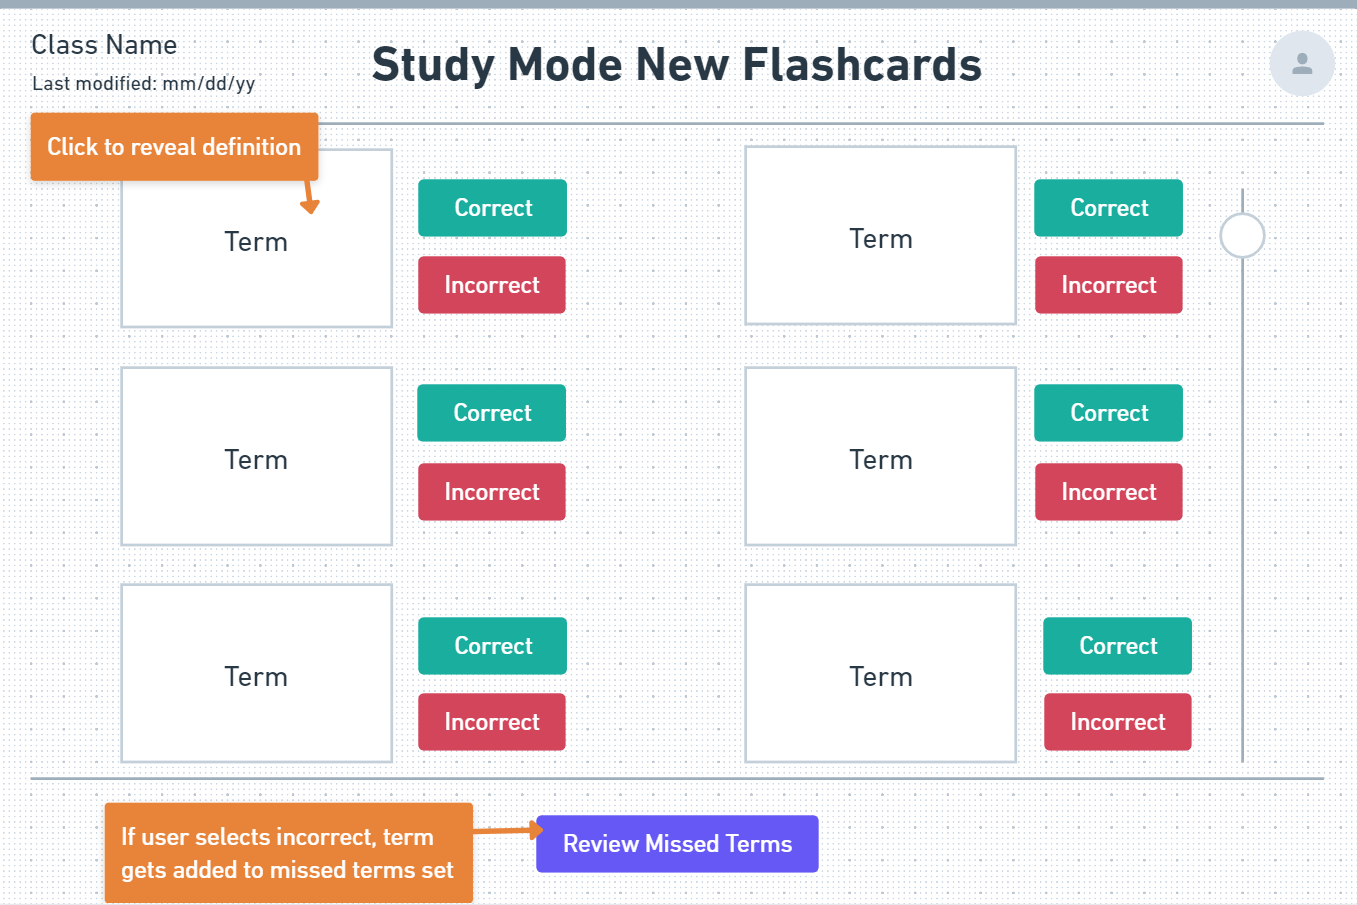 Class Name
Last modified: mm/dd/yy
Study Mode New Flashcards
Click to reveal definition
Term
Correct
Incorrect
Term
Correct
Incorrect
Term
Correct
Incorrect
Term
Correct
Incorrect
Term
Correct
Incorrect
Term
Correct
Incorrect
If user selects incorrect, term
gets added to missed terms set
Review Missed Terms